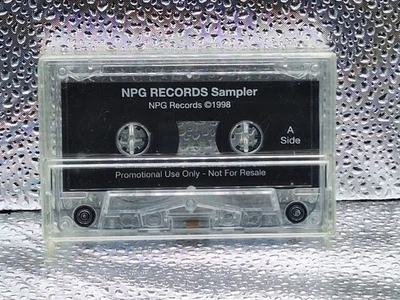 NPG RECORDS Sampler
NPG Records ©1998
A
Side
Promotional Use Only - Not For Resale